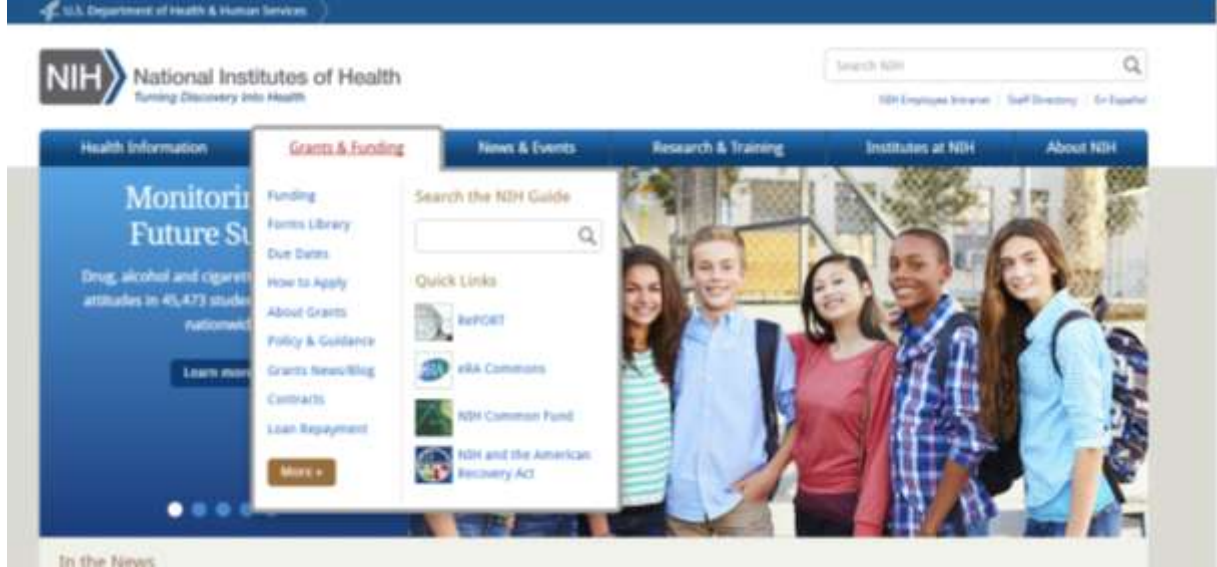 U.S. Department of Health & Human Services
NIH National Institutes of Health
Turning Discovery Into Health
Search NIH
NIH Employee Intranet | Staff Directory | En Español
Health Information
Grants & Funding
News & Events
Research & Training
Institutes at NIH
About NIH
Monitori
Future Su
Drug, alcohol and cigarett
attitudes in 45,473 studen
nationwid
Learn more
Funding
Forms Library
Due Dates
How to Apply
About Grants
Policy & Guidance
Grants News/Blog
Contracts
Loan Repayment
More »
Search the NIH Guide
Quick Links
RePORT
eRA Commons
NIH Common Fund
NIH and the American
Recovery Act
In the News